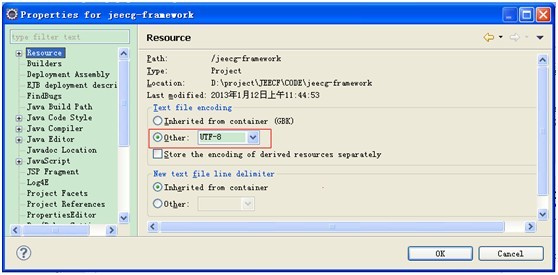 Properties for jeecg-framework
type filter text
Resource
Builders
Deployment Assembly
EJB deployment descri
FindBugs
Java Build Path
Java Code Style
Java Compiler
Java Editor
Javadoc Location
JavaScript
JSP Fragment
Log4E
Project Facets
Project References
PropertiesEditor
Resource
Path: /jeecg-framework
Type: Project
Location: D:\project\JEECP\CODE\jeecg-framework
Last modified: 2013年1月12日上午11:44:53
Text file encoding
Inherited from container (GBK)
Other: UTF-8
Store the encoding of derived resources separately
New text file line delimiter
Inherited from container
Other:
OK Cancel